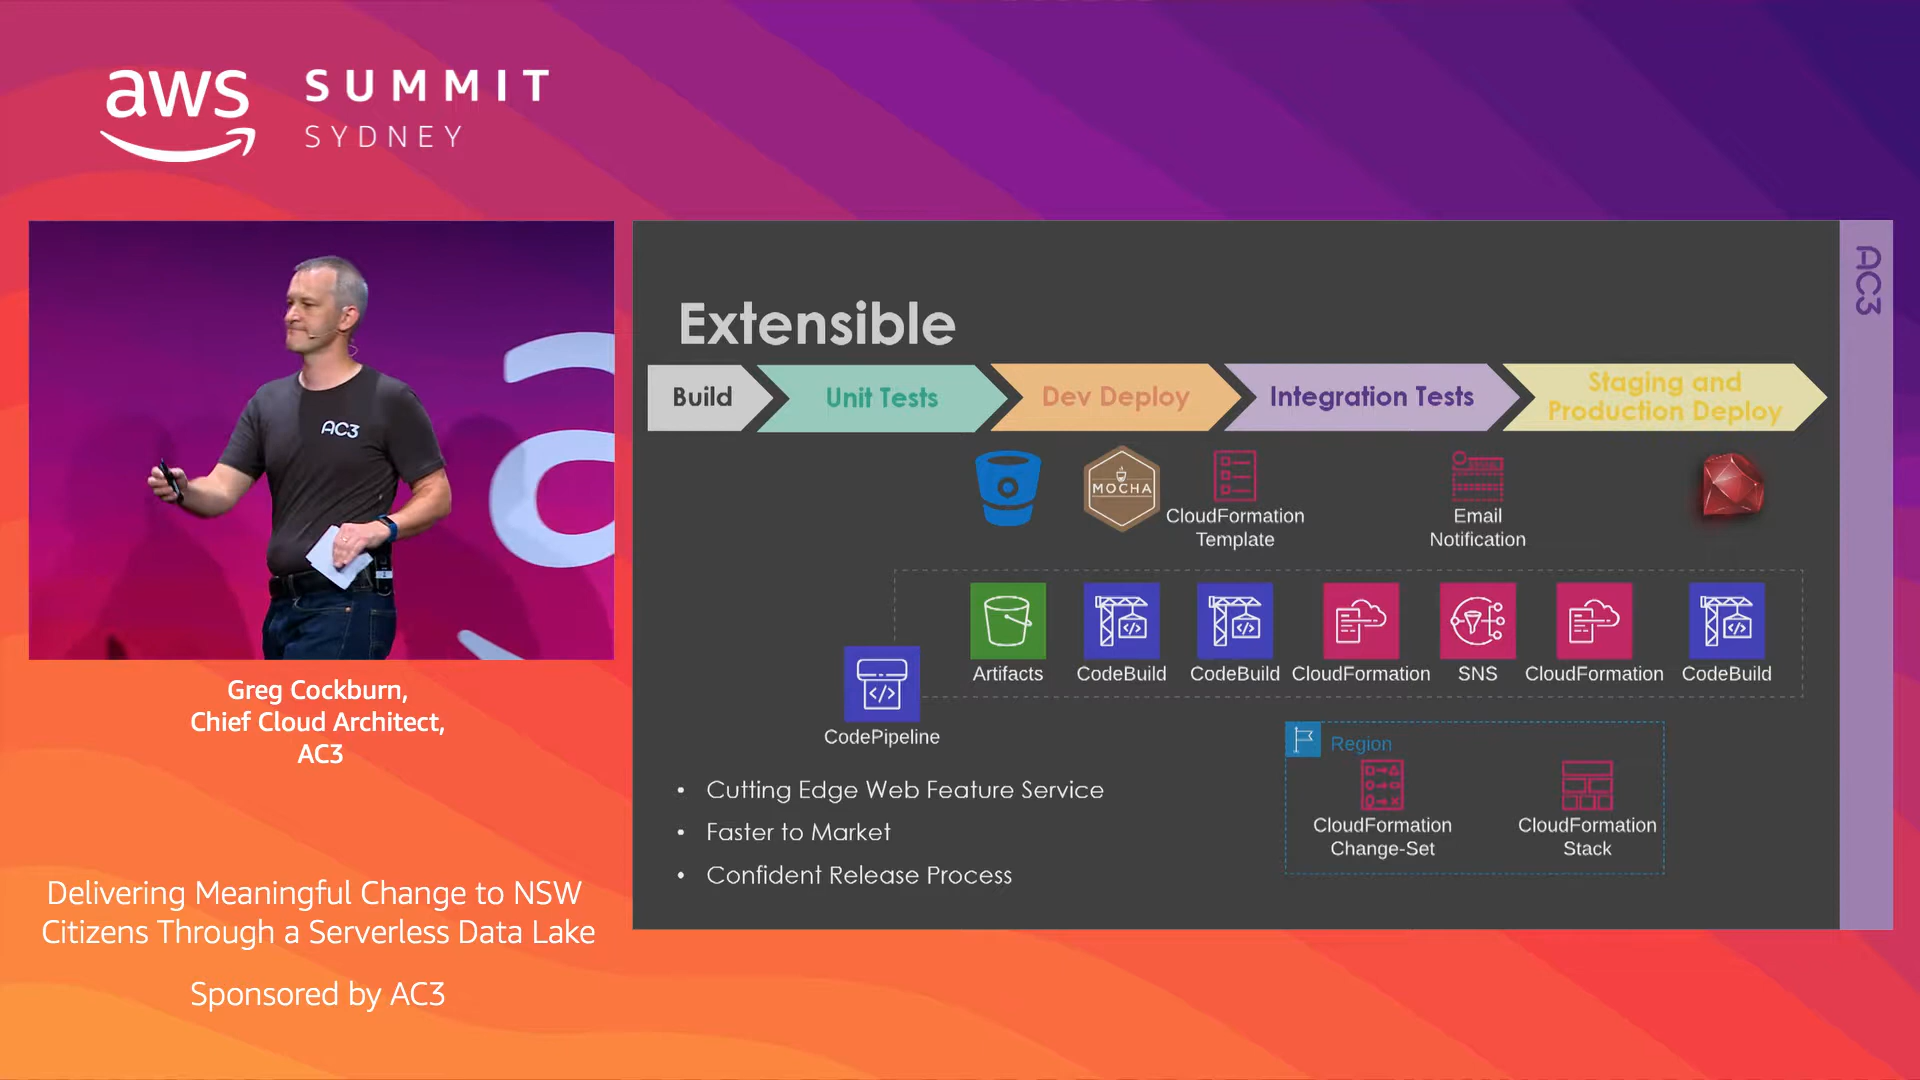 aws
SUMMIT
SYDNEY
AC3
Greg Cockburn,
Chief Cloud Architect,
AC3
Delivering Meaningful Change to NSW
Citizens Through a Serverless Data Lake
Sponsored by AC3
AC3
Extensible
Build
Unit Tests
Dev Deploy
Integration Tests
Staging and
Production Deploy
MOCHA
CloudFormation
Template
Email
Notification
Artifacts
CodeBuild
CodeBuild
CloudFormation
SNS
CloudFormation
CodeBuild
CodePipeline
Region
CloudFormation
Change-Set
CloudFormation
Stack
• Cutting Edge Web Feature Service
• Faster to Market
• Confident Release Process